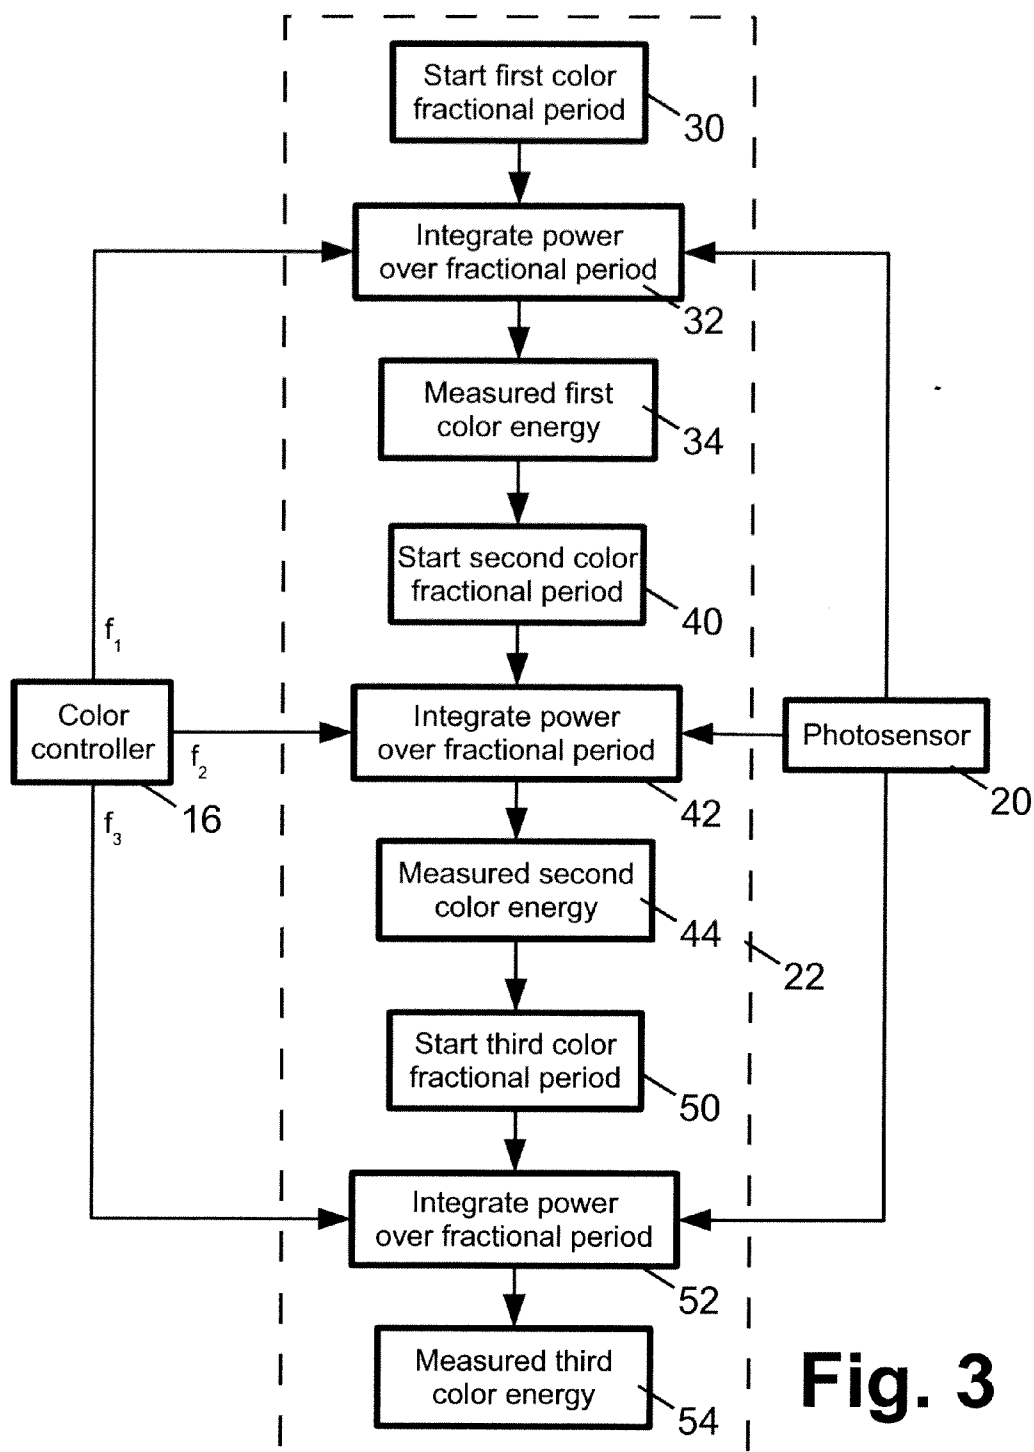 Start first color
fractional period
30
Integrate power
over fractional period
32
Measured first
color energy
34
Start second color
fractional period
40
f1
Color
controller
16
f2
f3
Integrate power
over fractional period
42
Photosensor
20
Measured second
color energy
44
22
Start third color
fractional period
50
Integrate power
over fractional period
52
Measured third
color energy
54
Fig. 3